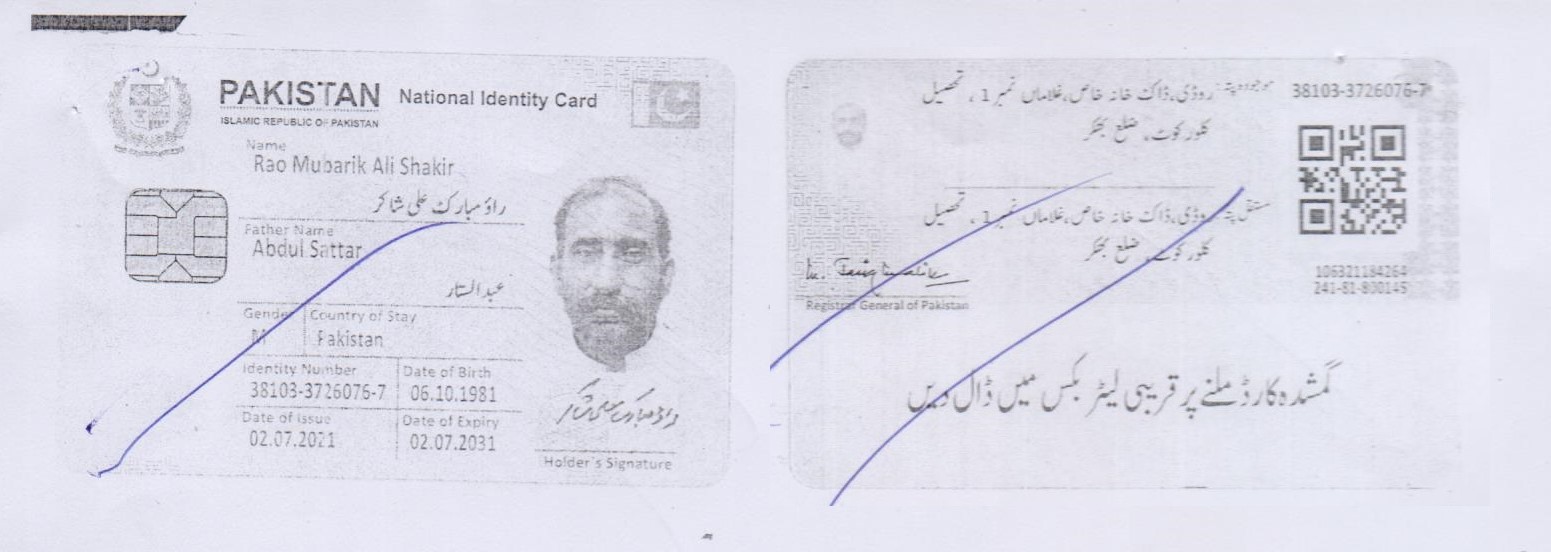 PAKISTAN National Identity Card
ISLAMIC REPUBLIC OF PAKISTAN
Name
Rao Mubarik Ali Shakir
راؤ مبارک علی شاکر
Father Name
Abdul Sattar
عبدالستار
Gender Country of Stay
M Pakistan
Identity Number Date of Birth
38103-3726076-7 06.10.1981
Date of Issue Date of Expiry
02.07.2021 02.07.2031
Holder's Signature
38103-3726076-7
موجودہ پتہ: روڈی، ڈاک خانہ خاص، غلاماں نمبر 1، تحصیل
کلور کوٹ، ضلع بھکر
مستقل پتہ: روڈی، ڈاک خانہ خاص، غلاماں نمبر 1، تحصیل
کلور کوٹ، ضلع بھکر
106321184264
241-81-800145
Registrar General of Pakistan
گمشدہ کارڈ ملنے پر قریبی لیٹر بکس میں ڈال دیں